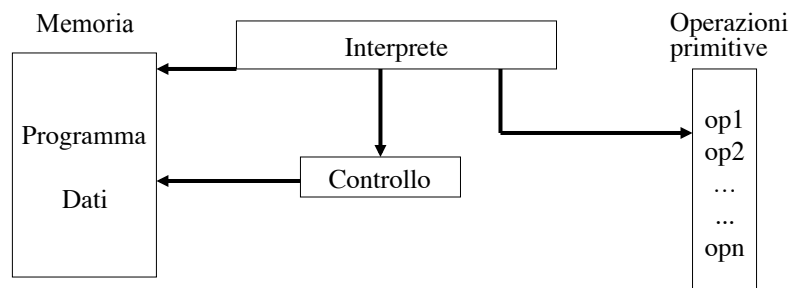 Memoria
Interprete
Operazioni
primitive
Programma
Dati
Controllo
op1
op2
…
...
opn